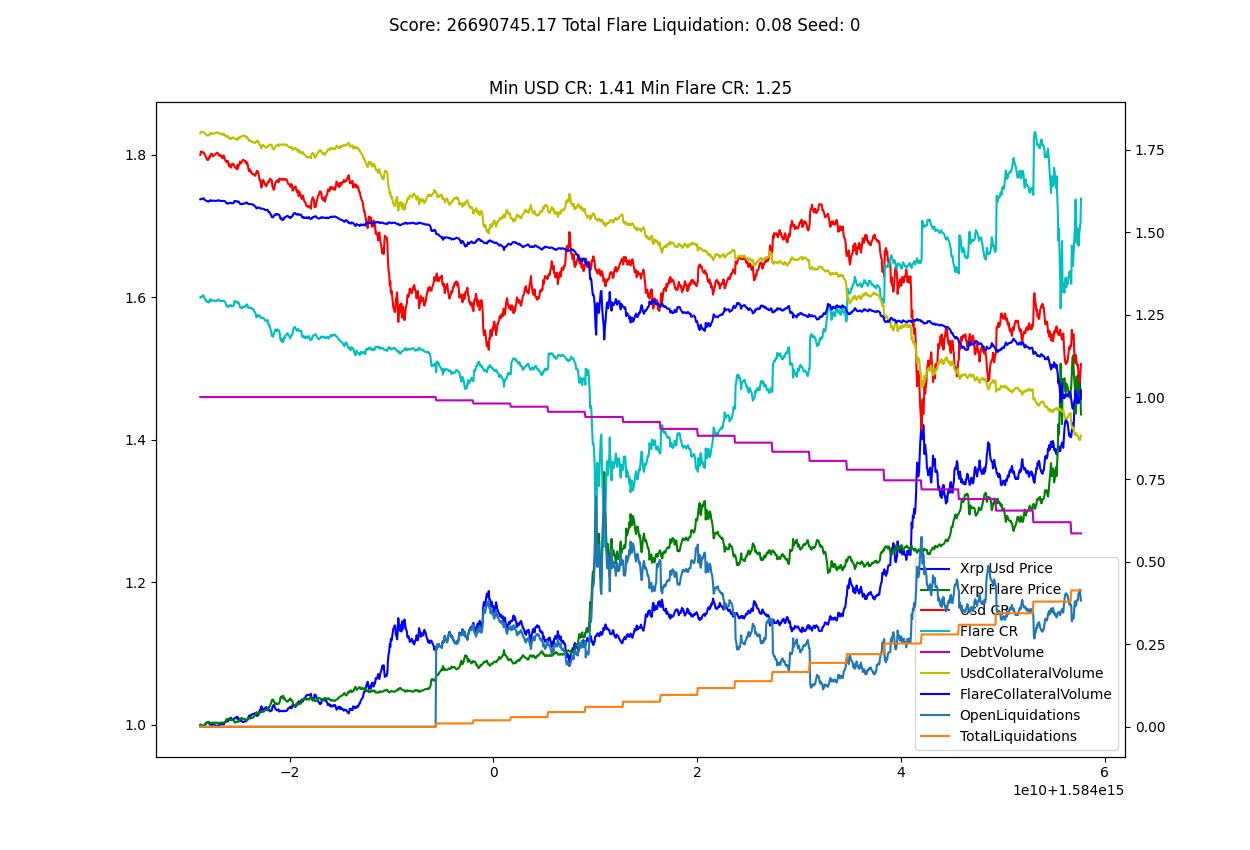 Score: 26690745.17 Total Flare Liquidation: 0.08 Seed: 0
Min USD CR: 1.41 Min Flare CR: 1.25
1.8
1.6
1.4
1.2
1.0
1.75
1.50
1.25
1.00
0.75
0.50
0.25
0.00
Xrp Usd Price
Xrp Flare Price
Usd CR
Flare CR
DebtVolume
UsdCollateralVolume
FlareCollateralVolume
OpenLiquidations
TotalLiquidations
−2 0 2 4 6
1e10+1.584e15